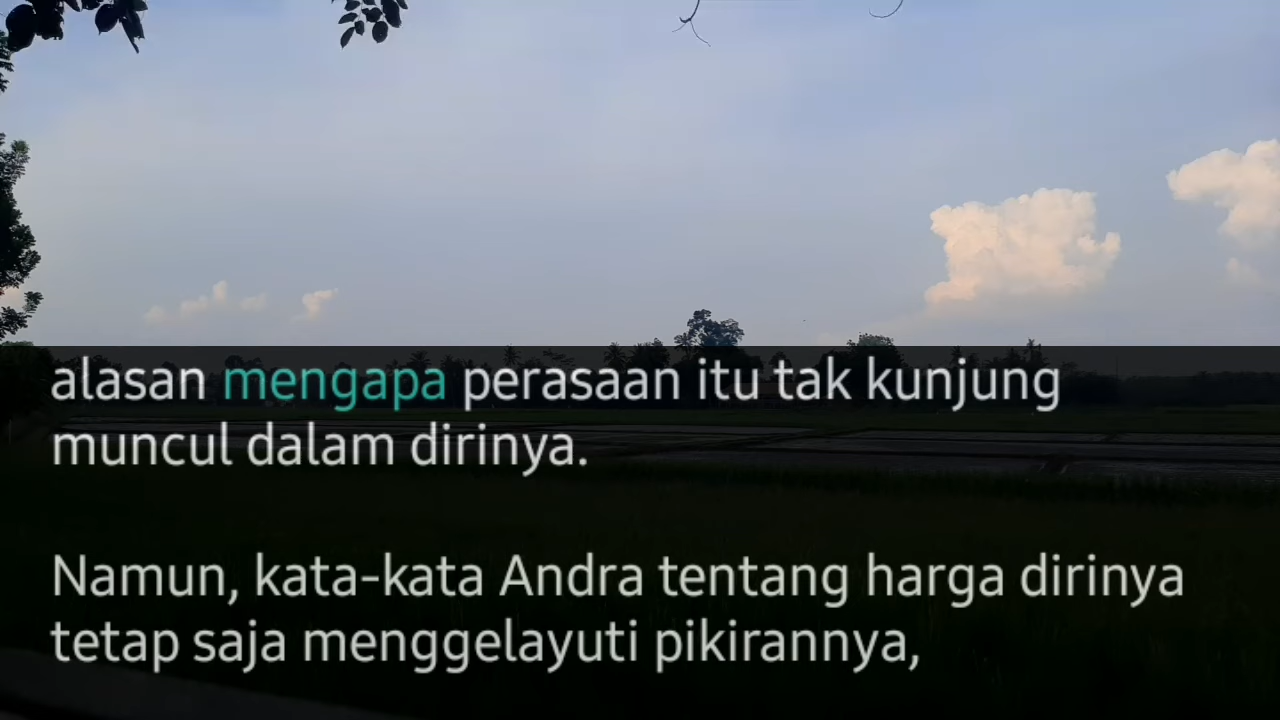 alasan mengapa perasaan itu tak kunjung
muncul dalam dirinya.
Namun, kata-kata Andra tentang harga dirinya
tetap saja menggelayuti pikirannya,